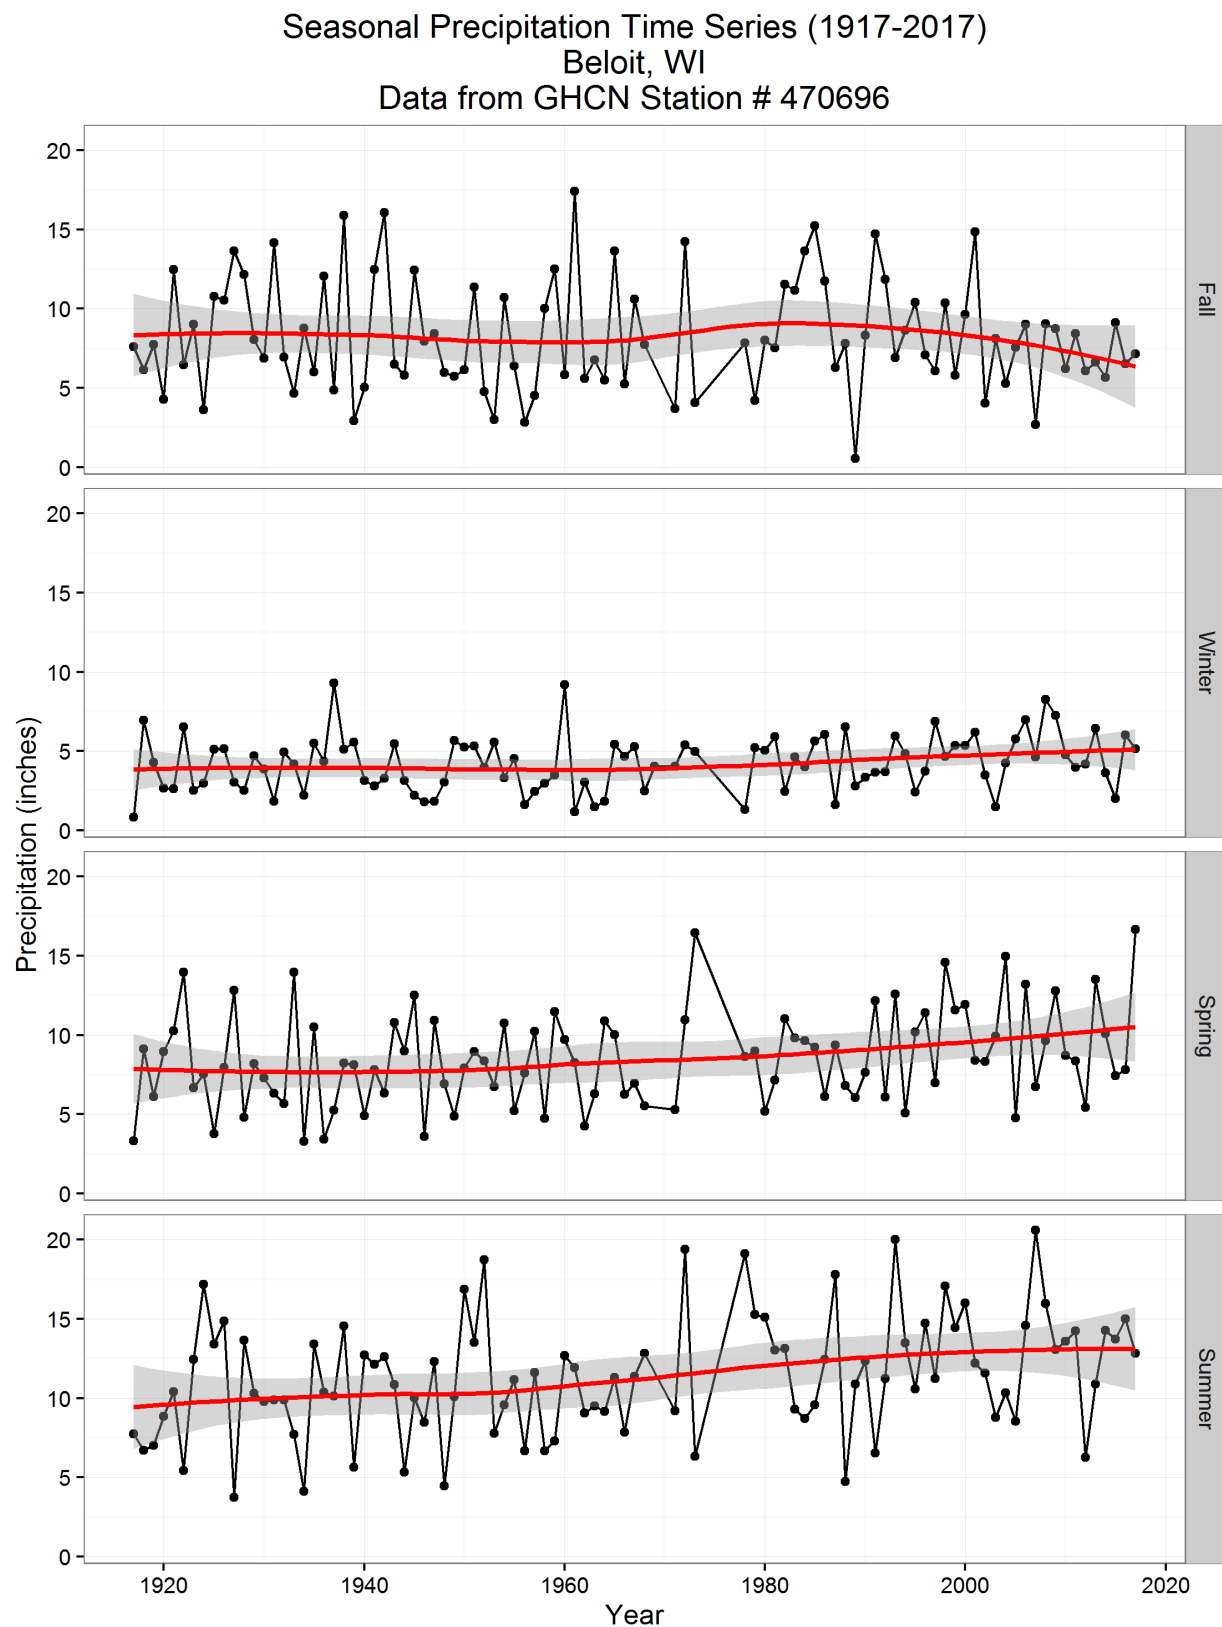 Seasonal Precipitation Time Series (1917-2017)
Beloit, WI
Data from GHCN Station # 470696
Precipitation (inches)
20
15
10
5
0
Fall
20
15
10
5
0
Winter
20
15
10
5
0
Spring
20
15
10
5
0
Summer
1920 1940 1960 1980 2000 2020
Year